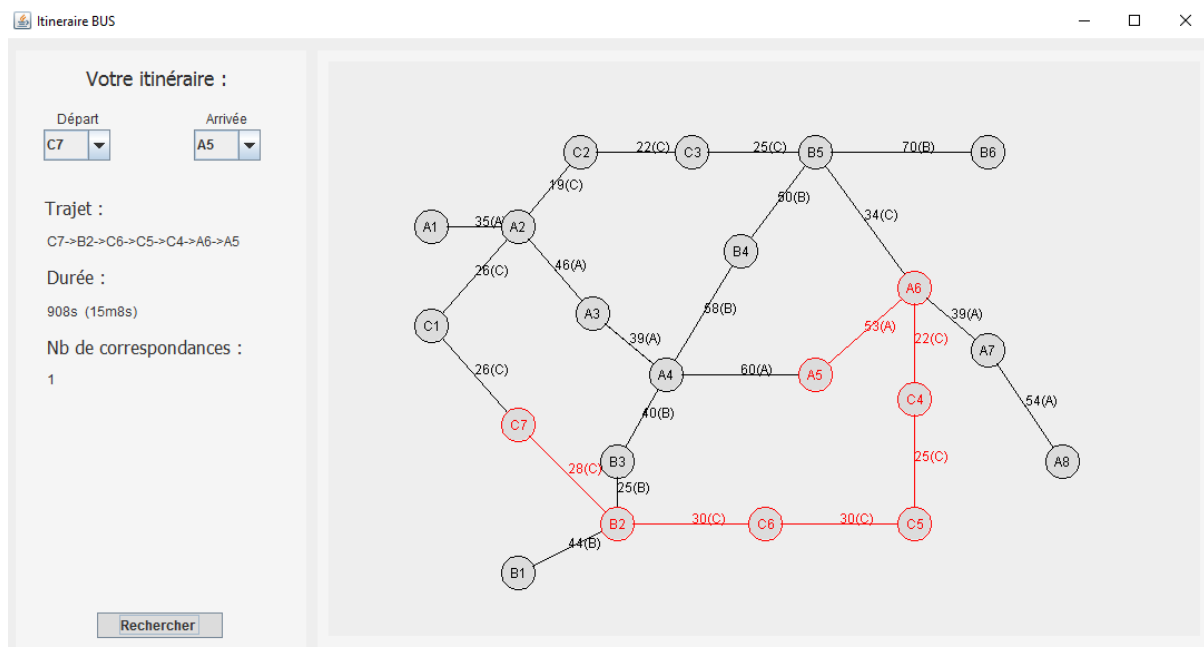 Itineraire BUS
Votre itinéraire :
Départ Arrivée
C7 A5
Trajet :
C7->B2->C6->C5->C4->A6->A5
Durée :
908s (15m8s)
Nb de correspondances :
1
Rechercher
C2 22(C) C3 25(C) B5 70(B) B6
19(C)
50(B)
34(C)
A1 35(A) A2
B4
46(A)
26(C)
A6
58(B)
A3
39(A)
C1
53(A)
22(C)
39(A)
A7
26(C)
A4 60(A) A5
C4
54(A)
40(B)
C7
28(C)
B3
25(C)
A8
25(B)
B2 30(C) C6 30(C) C5
44(B)
B1